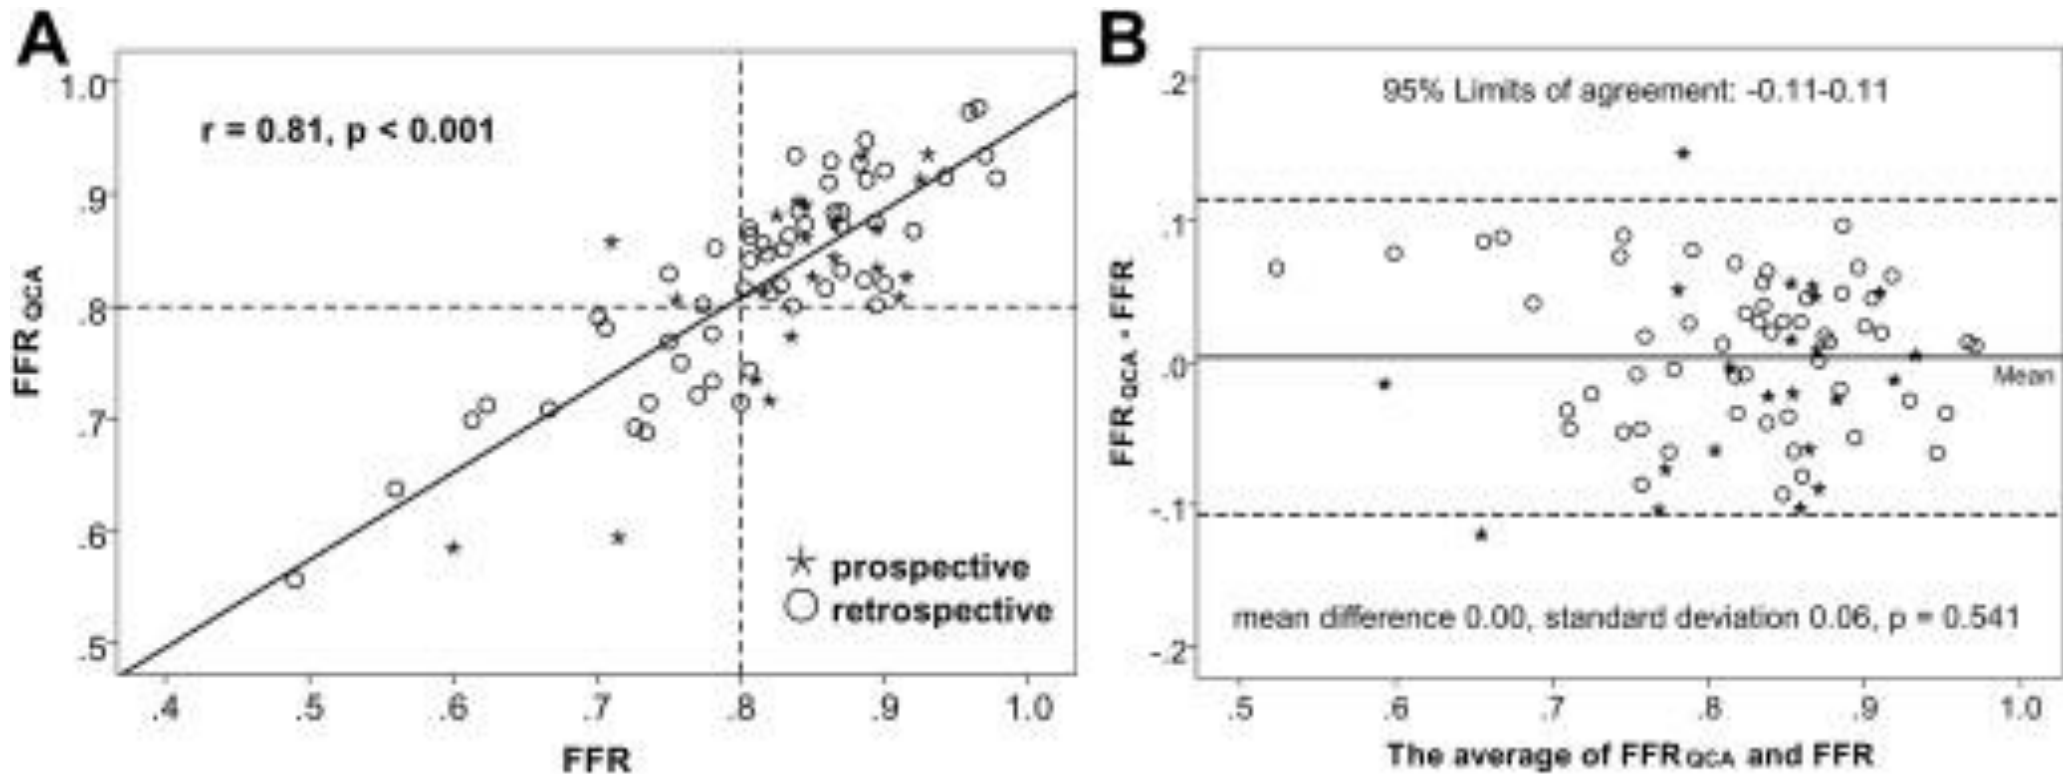 A
FFR QCA
1.0
.9
.8
.7
.6
.5
r = 0.81, p < 0.001
prospective
retrospective
.4 .5 .6 .7 .8 .9 1.0
FFR
B
FFR QCA - FFR
.2
.1
.0
-.1
-.2
95% Limits of agreement: -0.11-0.11
Mean
mean difference 0.00, standard deviation 0.06, p = 0.541
.5 .6 .7 .8 .9 1.0
The average of FFR QCA and FFR